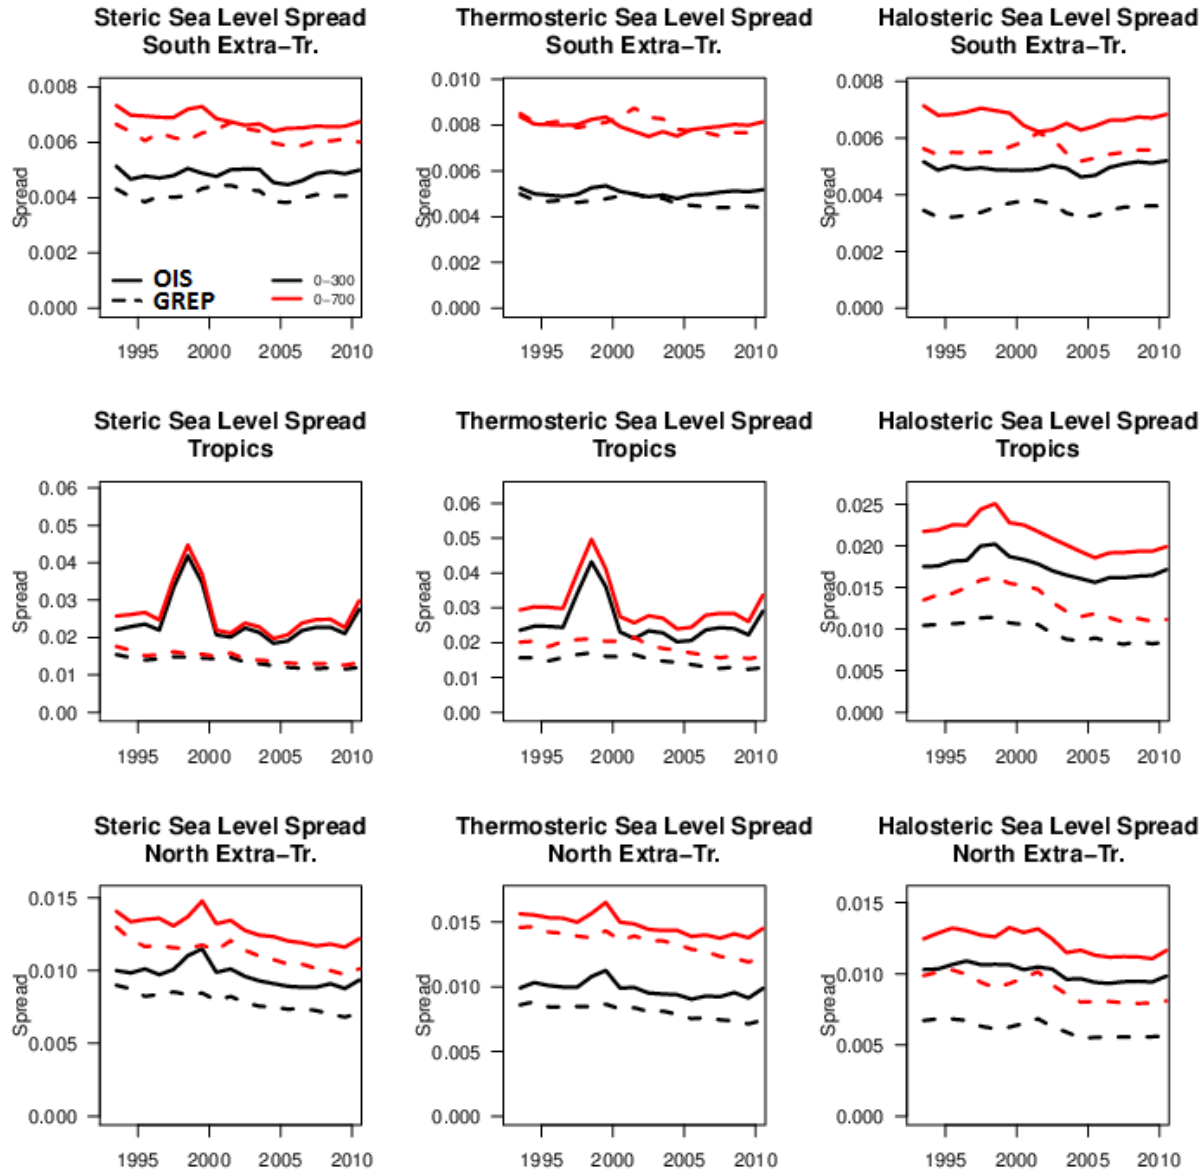 Steric Sea Level Spread
South Extra−Tr.
Thermosteric Sea Level Spread
South Extra−Tr.
Halosteric Sea Level Spread
South Extra−Tr.
Spread
0.008
0.006
0.004
0.002
0.000
OIS
GREP
0−300
0−700
1995 2000 2005 2010
Spread
0.010
0.008
0.006
0.004
0.002
0.000
1995 2000 2005 2010
Spread
0.008
0.006
0.004
0.002
0.000
1995 2000 2005 2010
Steric Sea Level Spread
Tropics
Thermosteric Sea Level Spread
Tropics
Halosteric Sea Level Spread
Tropics
Spread
0.06
0.05
0.04
0.03
0.02
0.01
0.00
1995 2000 2005 2010
Spread
0.06
0.05
0.04
0.03
0.02
0.01
0.00
1995 2000 2005 2010
Spread
0.025
0.020
0.015
0.010
0.005
0.000
1995 2000 2005 2010
Steric Sea Level Spread
North Extra−Tr.
Thermosteric Sea Level Spread
North Extra−Tr.
Halosteric Sea Level Spread
North Extra−Tr.
Spread
0.015
0.010
0.005
0.000
1995 2000 2005 2010
Spread
0.015
0.010
0.005
0.000
1995 2000 2005 2010
Spread
0.015
0.010
0.005
0.000
1995 2000 2005 2010